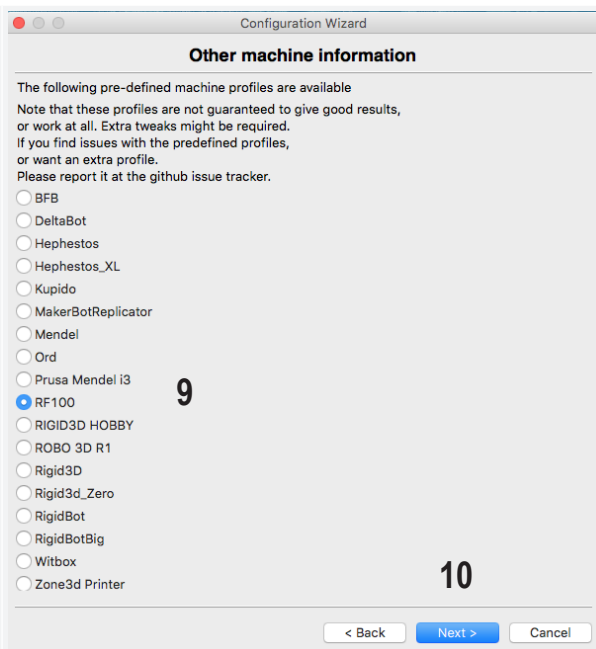 Configuration Wizard
Other machine information
The following pre-defined machine profiles are available
Note that these profiles are not guaranteed to give good results,
or work at all. Extra tweaks might be required.
If you find issues with the predefined profiles,
or want an extra profile.
Please report it at the github issue tracker.
BFB
DeltaBot
Hephestos
Hephestos_XL
Kupido
MakerBotReplicator
Mendel
Ord
Prusa Mendel i3
9
RF100
RIGID3D HOBBY
ROBO 3D R1
Rigid3D
Rigid3d_Zero
RigidBot
RigidBotBig
Witbox
10
Zone3d Printer
< Back Next > Cancel